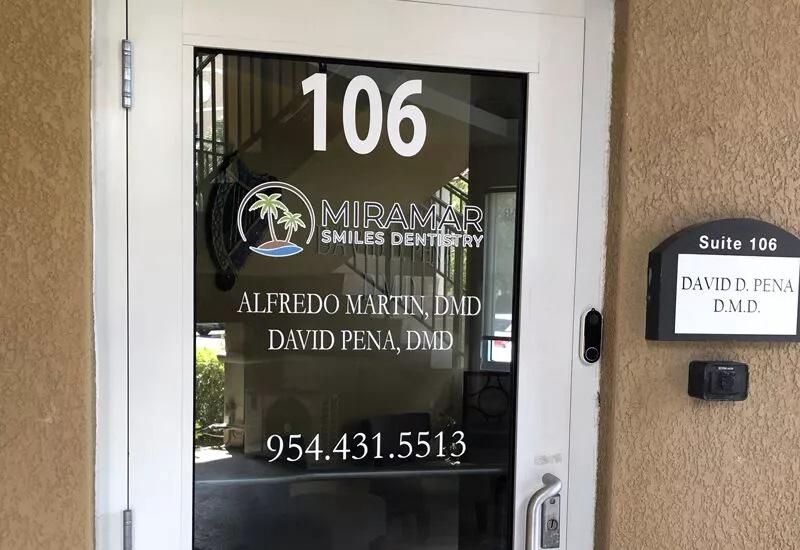 106
MIRAMAR
SMILES DENTISTRY
ALFREDO MARTIN, DMD
DAVID PENA, DMD
954.431.5513
Suite 106
DAVID D. PENA
D.M.D.